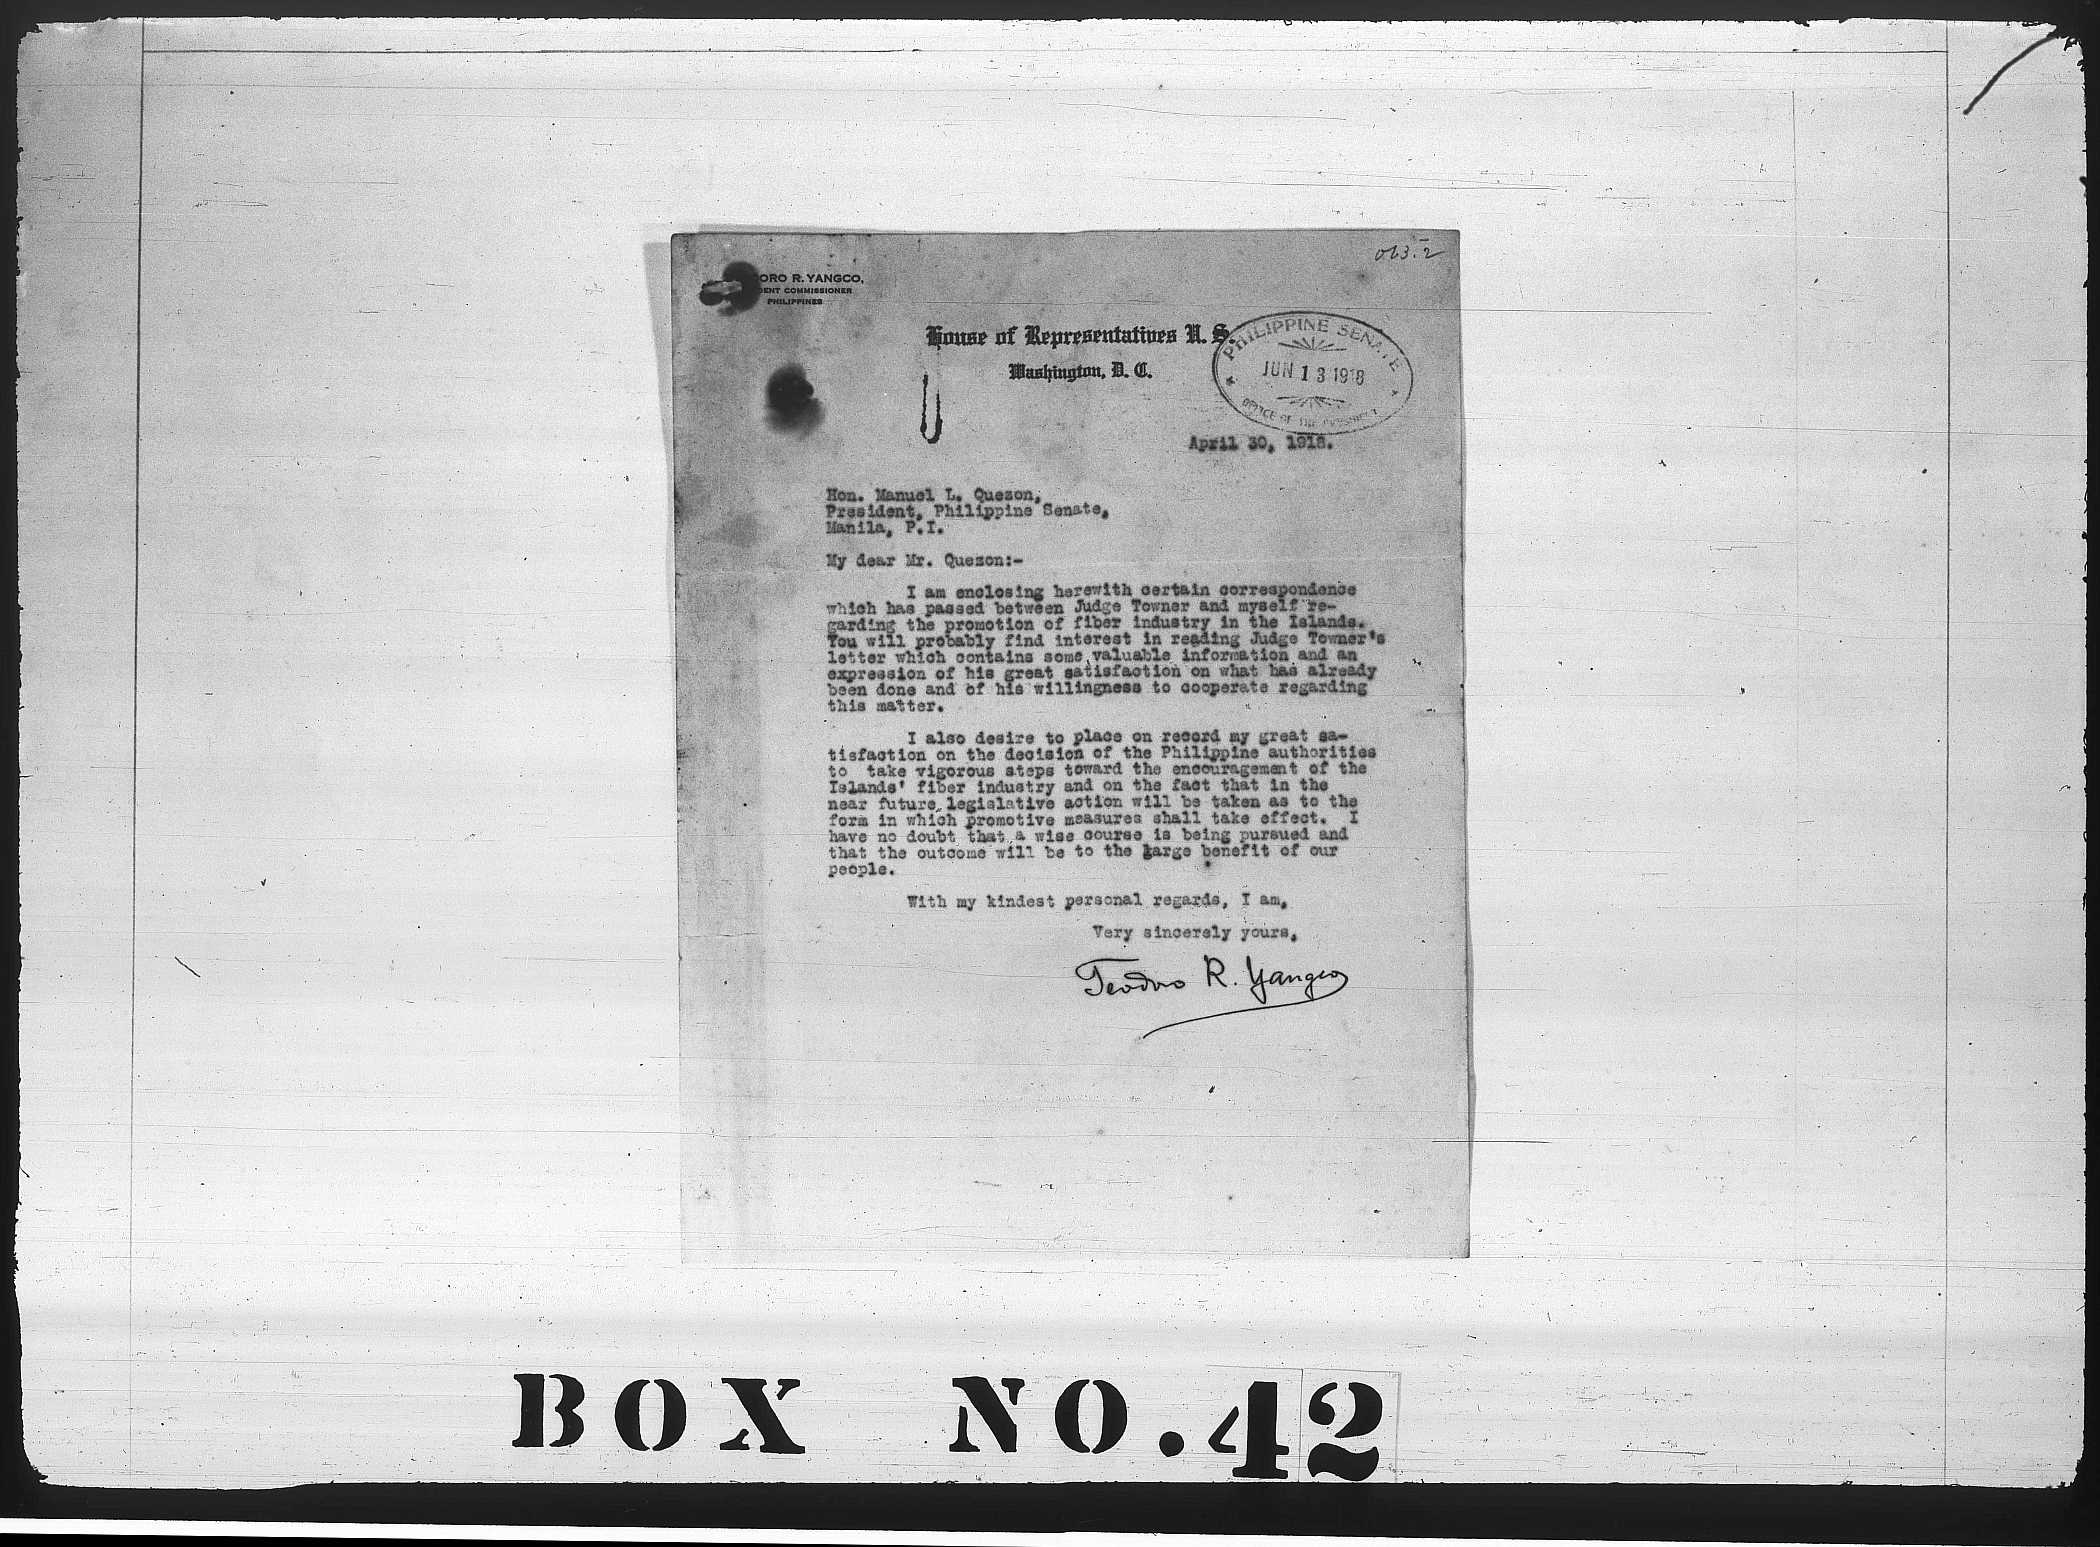 063.2
ORO R. YANGCO,
DENT COMMISSIONER
PHILIPPINES
House of Representatives U. S.
Washington, D. C.
PHILIPPINE SENATE
JUN 13 1918
OFFICE OF THE PRESIDENT
April 30, 1918.
Hon. Manuel L. Quezon,
President, Philippine Senate,
Manila, P.I.
My dear Mr. Quezon:-
I am enclosing herewith certain correspondence
which has passed between Judge Towner and myself re-
garding the promotion of fiber industry in the Islands.
You will probably find interest in reading Judge Towner's
letter which contains some valuable information and an
expression of his great satisfaction on what has already
been done and of his willingness to cooperate regarding
this matter.
I also desire to place on record my great sa-
tisfaction on the decision of the Philippine authorities
to take vigorous steps toward the encouragement of the
Islands' fiber industry and on the fact that in the
near future legislative action will be taken as to the
form in which promotive measures shall take effect. I
have no doubt that a wise course is being pursued and
that the outcome will be to the large benefit of our
people.
With my kindest personal regards, I am,
Very sincerely yours,
Teodoro R. Yangco
BOX NO. 42